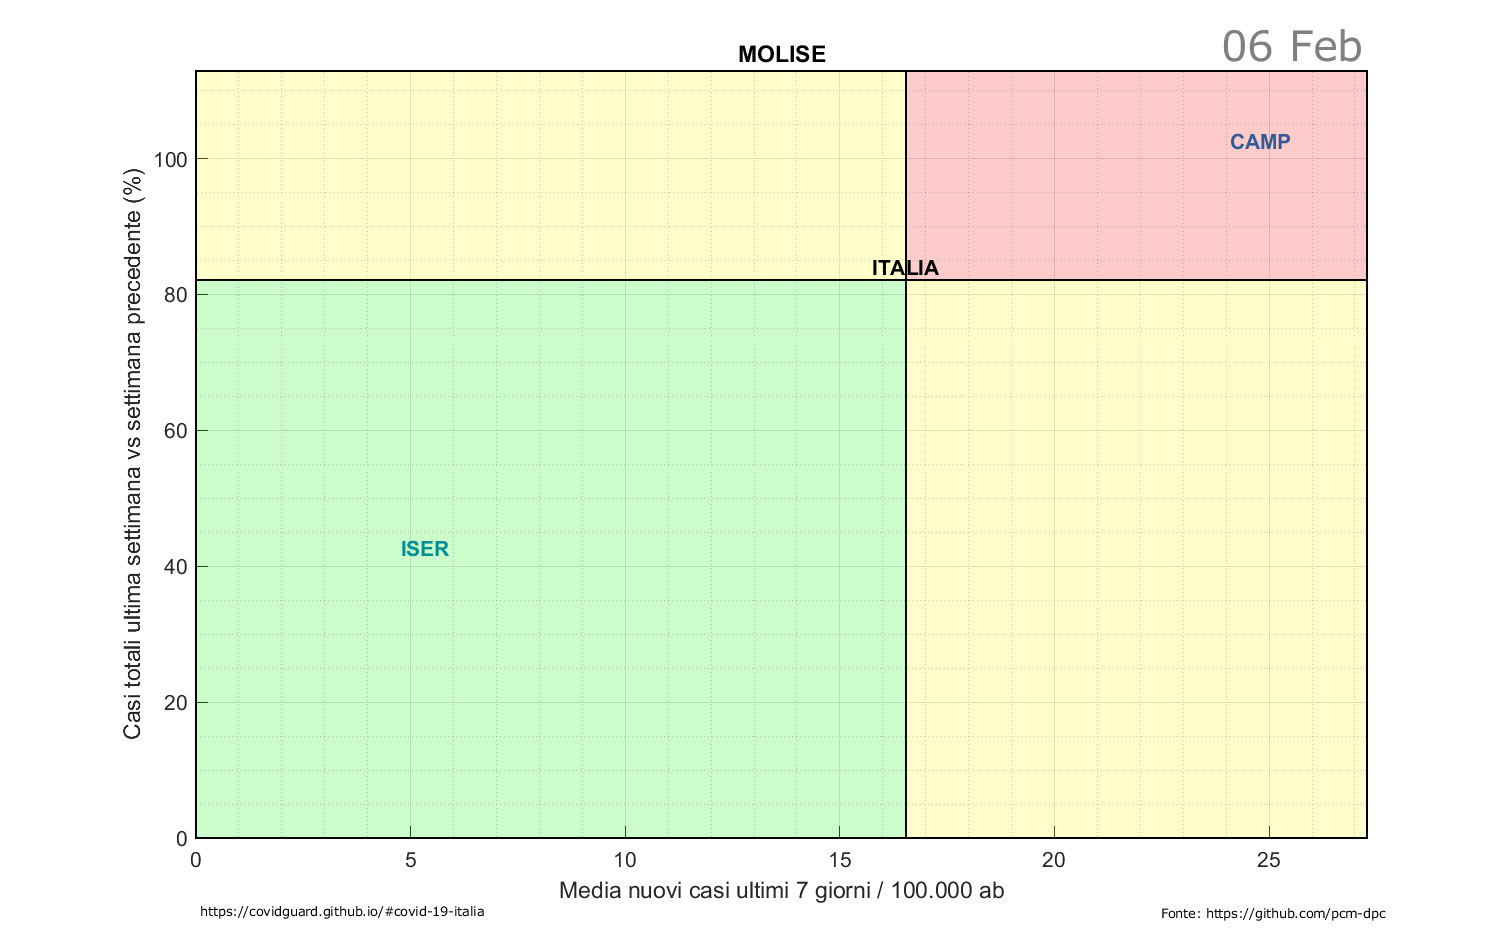 06 Feb
MOLISE
Casi totali ultima settimana vs settimana precedente (%)
100
80
60
40
20
0
CAMP
ITALIA
ISER
0 5 10 15 20 25
Media nuovi casi ultimi 7 giorni / 100.000 ab
https://covidguard.github.io/#covid-19-italia
Fonte: https://github.com/pcm-dpc